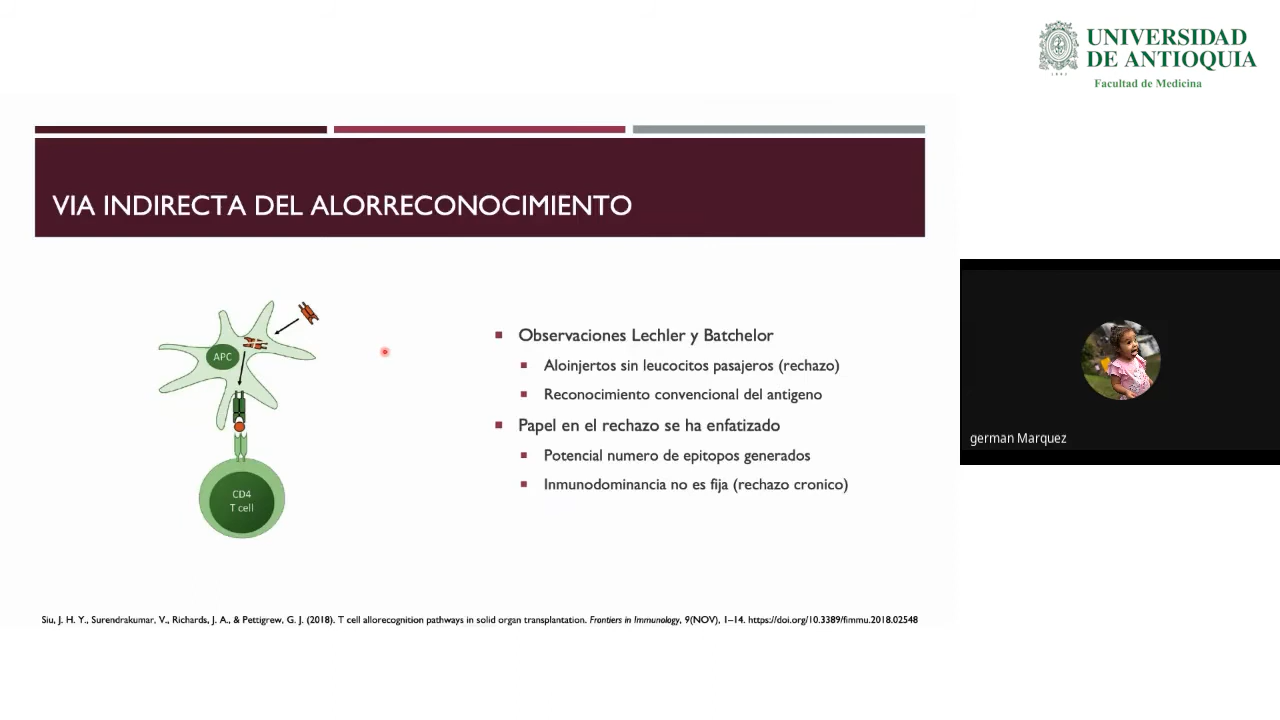 UNIVERSIDAD
DE ANTIOQUIA
Facultad de Medicina
VIA INDIRECTA DEL ALORRECONOCIMIENTO
APC
CD4
T cell
Observaciones Lechler y Batchelor
Aloinjertos sin leucocitos pasajeros (rechazo)
Reconocimiento convencional del antigeno
Papel en el rechazo se ha enfatizado
Potencial numero de epitopos generados
Inmunodominancia no es fija (rechazo cronico)
german Marquez
Siu, J. H. Y., Surendrakumar, V., Richards, J. A., & Pettigrew, G. J. (2018). T cell allorecognition pathways in solid organ transplantation. Frontiers in Immunology, 9(NOV), 1–14. https://doi.org/10.3389/fimmu.2018.02548